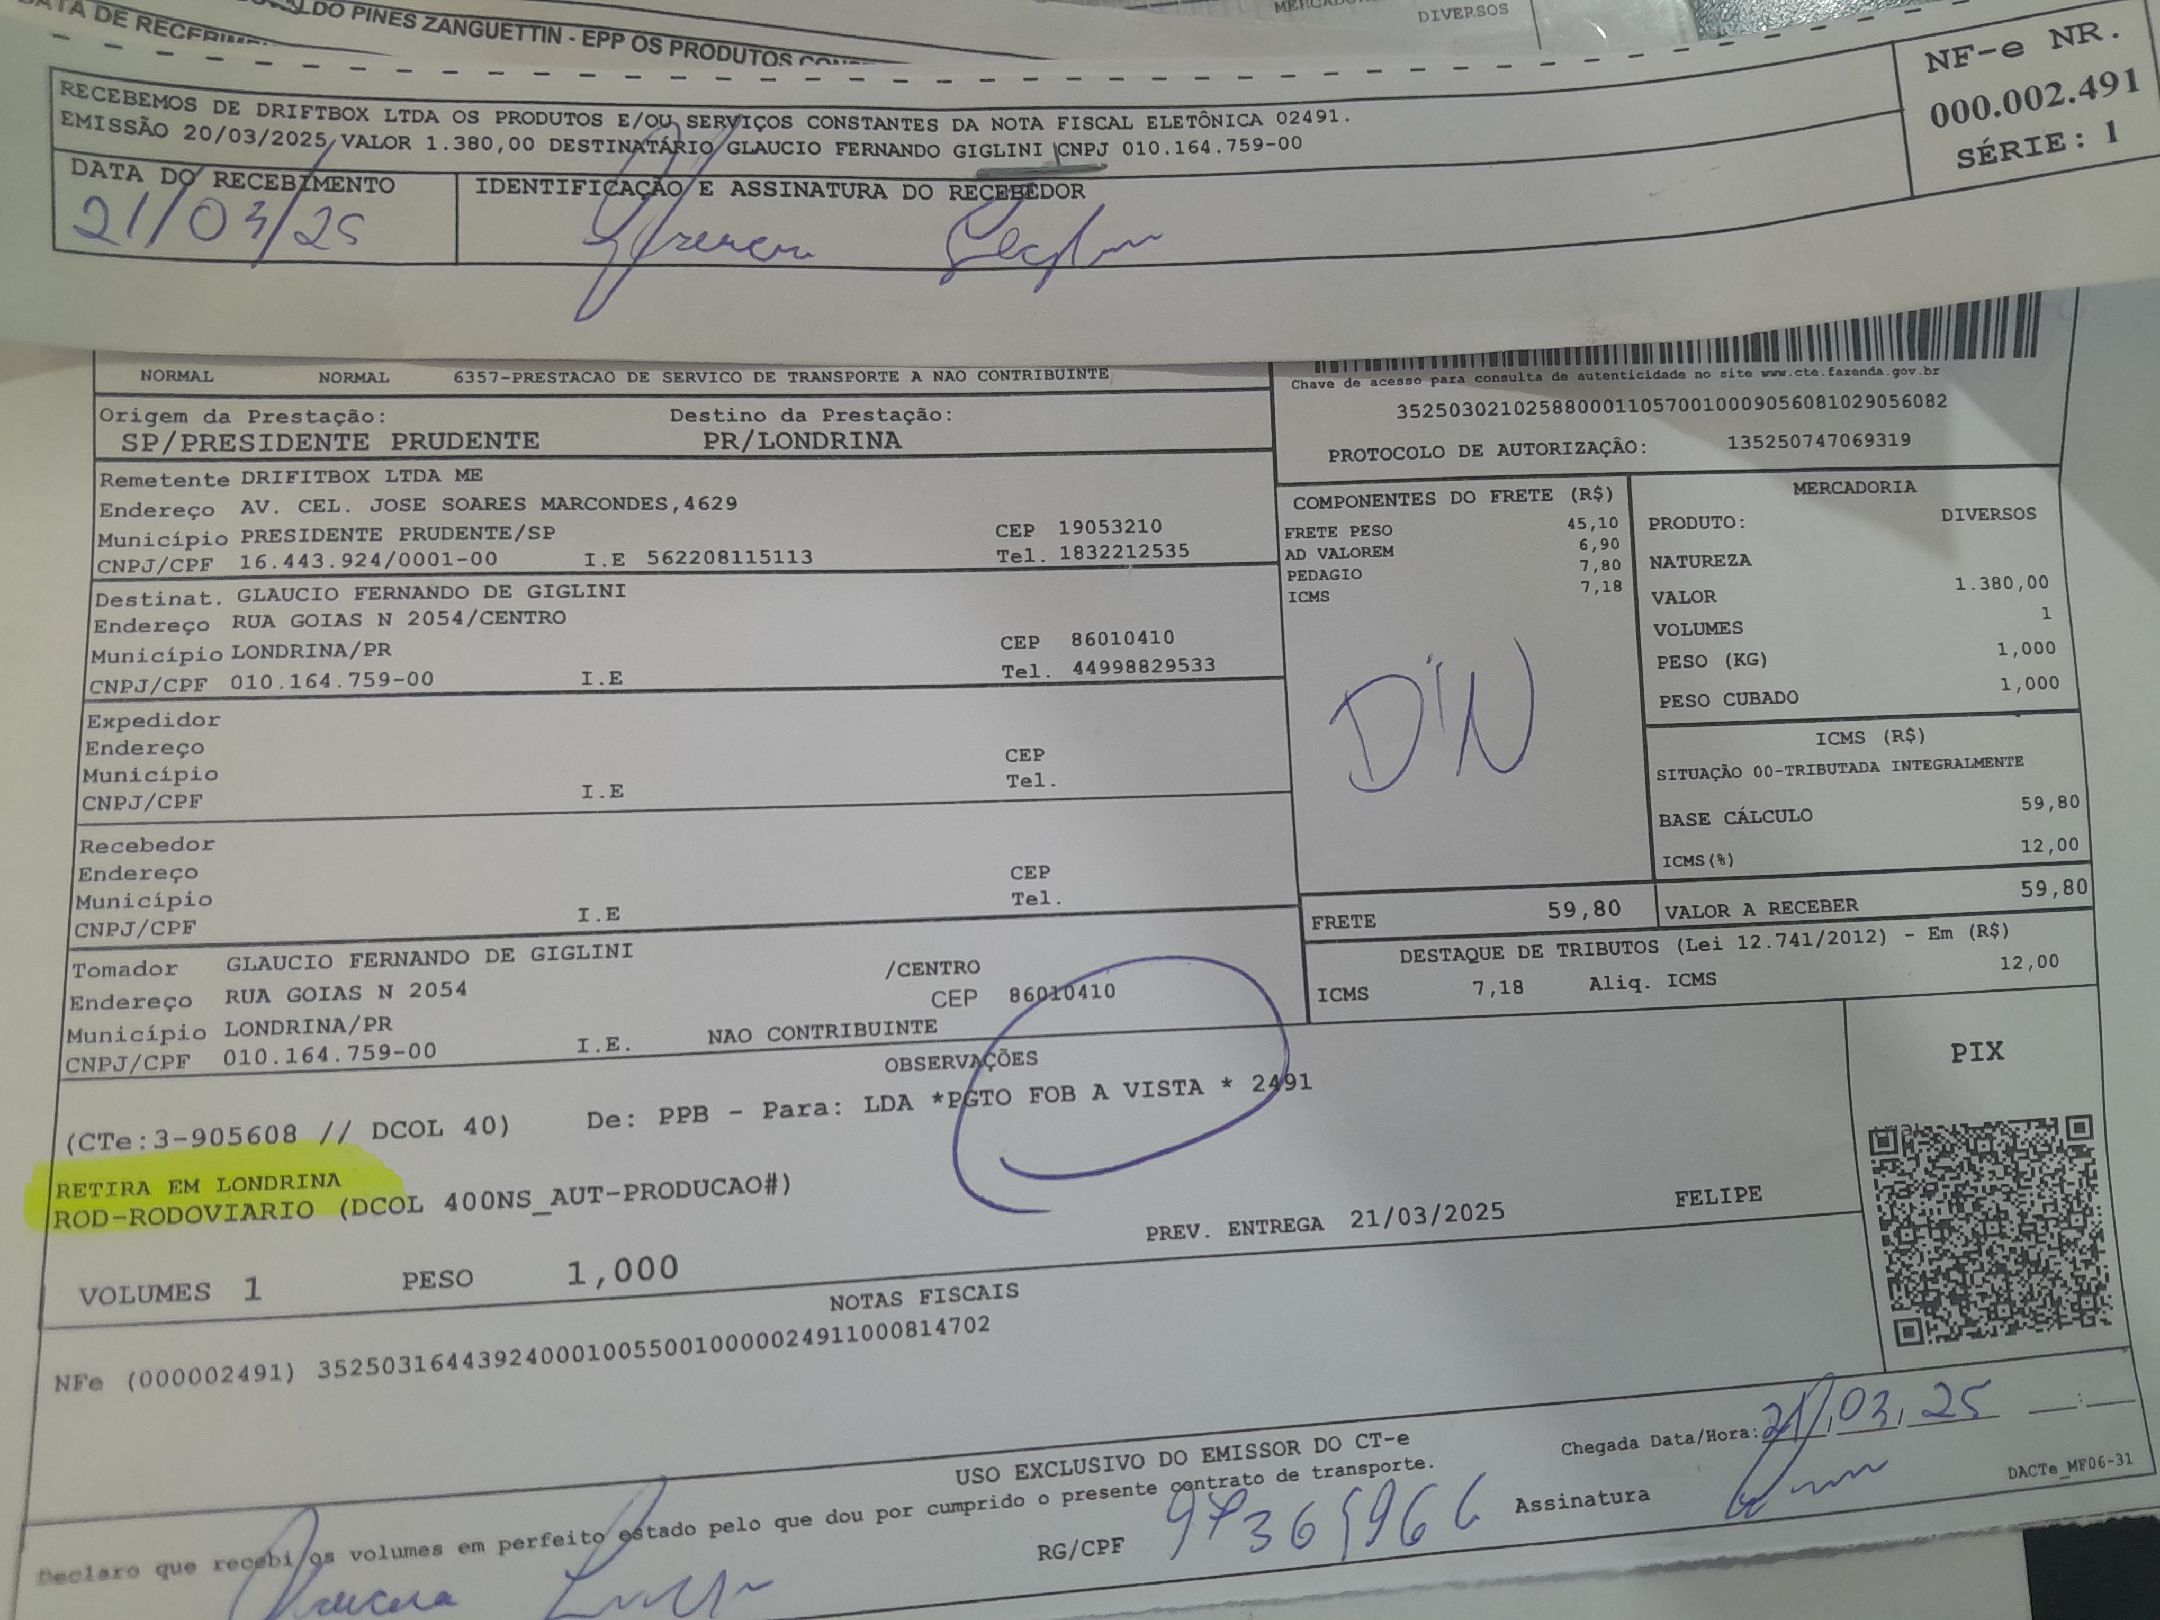 DO PINES ZANGUETTIN - EPP OS PRODUTOS
DIVERSOS
DATA DE
RECEBEMOS DE DRIFTBOX LTDA OS PRODUTOS E/OU SERVIÇOS CONSTANTES DA NOTA FISCAL ELETÔNICA 02491.
EMISSÃO 20/03/2025 VALOR 1.380,00 DESTINATÁRIO GLAUCIO FERNANDO GIGLINI CNPJ 010.164.759-00
NF-e NR.
000.002.491
SÉRIE: 1
DATA DO RECEBIMENTO
21/03/25
IDENTIFICAÇÃO E ASSINATURA DO RECEBEDOR
NORMAL NORMAL 6357-PRESTACAO DE SERVICO DE TRANSPORTE A NAO CONTRIBUINTE
Chave de acesso para consulta de autenticidade no site www.cte.fazenda.gov.br
35250302102588000110570010009056081029056082
PROTOCOLO DE AUTORIZAÇÃO: 135250747069319
Origem da Prestação: Destino da Prestação:
SP/PRESIDENTE PRUDENTE PR/LONDRINA
Remetente DRIFITBOX LTDA ME
Endereço AV. CEL. JOSE SOARES MARCONDES,4629
Município PRESIDENTE PRUDENTE/SP CEP 19053210
CNPJ/CPF 16.443.924/0001-00 I.E 562208115113 Tel. 1832212535
Destinat. GLAUCIO FERNANDO DE GIGLINI
Endereço RUA GOIAS N 2054/CENTRO
Município LONDRINA/PR CEP 86010410
CNPJ/CPF 010.164.759-00 I.E Tel. 44998829533
Expedidor
Endereço
Município CEP
CNPJ/CPF I.E Tel.
Recebedor
Endereço
Município CEP
CNPJ/CPF I.E Tel.
Tomador GLAUCIO FERNANDO DE GIGLINI
Endereço RUA GOIAS N 2054 /CENTRO
Município LONDRINA/PR CEP 86010410
CNPJ/CPF 010.164.759-00 I.E. NAO CONTRIBUINTE
COMPONENTES DO FRETE (R$)
FRETE PESO 45,10
AD VALOREM 6,90
PEDAGIO 7,80
ICMS 7,18
DIN
MERCADORIA
PRODUTO: DIVERSOS
NATUREZA
VALOR 1.380,00
VOLUMES 1
PESO (KG) 1,000
PESO CUBADO 1,000
ICMS (R$)
SITUAÇÃO 00-TRIBUTADA INTEGRALMENTE
BASE CÁLCULO 59,80
ICMS(%) 12,00
FRETE 59,80 VALOR A RECEBER 59,80
DESTAQUE DE TRIBUTOS (Lei 12.741/2012) - Em (R$)
ICMS 7,18 Aliq. ICMS 12,00
OBSERVAÇÕES
(CTe:3-905608 // DCOL 40) De: PPB - Para: LDA *PGTO FOB A VISTA * 2491
RETIRA EM LONDRINA
ROD-RODOVIARIO (DCOL 400NS_AUT-PRODUCAO#)
PREV. ENTREGA 21/03/2025 FELIPE
VOLUMES 1 PESO 1,000
PIX
NOTAS FISCAIS
NFe (000002491) 35250316443924000100550010000024911000814702
USO EXCLUSIVO DO EMISSOR DO CT-e
Declaro que recebi os volumes em perfeito estado pelo que dou por cumprido o presente contrato de transporte.
Chegada Data/Hora: 21/03/25 __:__
RG/CPF Assinatura
DACTe_MF06-31